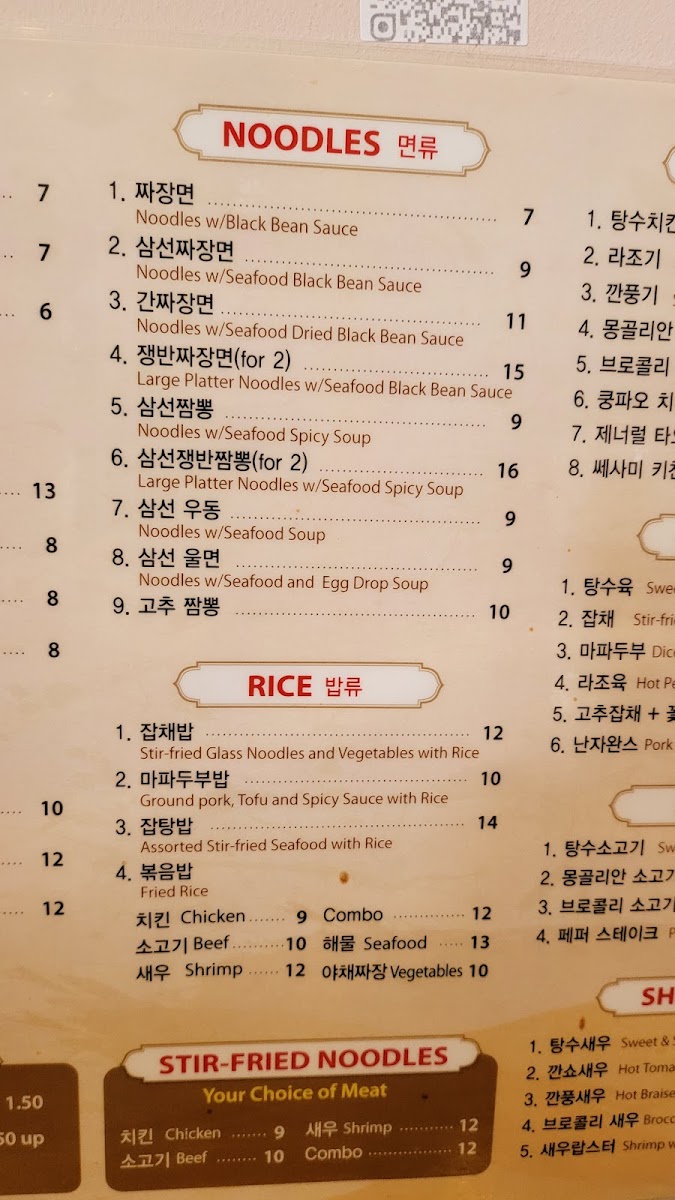 7
7
6
13
8
8
8
10
12
12
1.50
50 up
NOODLES 면류
1. 짜장면 7
Noodles w/Black Bean Sauce
2. 삼선짜장면 9
Noodles w/Seafood Black Bean Sauce
3. 간짜장면 11
Noodles w/Seafood Dried Black Bean Sauce
4. 쟁반짜장면(for 2) 15
Large Platter Noodles w/Seafood Black Bean Sauce
5. 삼선짬뽕 9
Noodles w/Seafood Spicy Soup
6. 삼선쟁반짬뽕(for 2) 16
Large Platter Noodles w/Seafood Spicy Soup
7. 삼선 우동 9
Noodles w/Seafood Soup
8. 삼선 울면 9
Noodles w/Seafood and Egg Drop Soup
9. 고추 짬뽕 10
RICE 밥류
1. 잡채밥 12
Stir-fried Glass Noodles and Vegetables with Rice
2. 마파두부밥 10
Ground pork, Tofu and Spicy Sauce with Rice
3. 잡탕밥 14
Assorted Stir-fried Seafood with Rice
4. 볶음밥
Fried Rice
치킨 Chicken 9 Combo 12
소고기 Beef 10 해물 Seafood 13
새우 Shrimp 12 야채짜장 Vegetables 10
STIR-FRIED NOODLES
Your Choice of Meat
치킨 Chicken 9 새우 Shrimp 12
소고기 Beef 10 Combo 12
1. 탕수치킨
2. 라조기
3. 깐풍기
4. 몽골리안
5. 브로콜리
6. 쿵파오 치
7. 제너럴
8. 쎄사미 치킨
1. 탕수육
2. 잡채 Stir-fri
3. 마파두부 Dic
4. 라조육 Hot Pe
5. 고추잡채 +
6. 난자완스 Pork
1. 탕수소고기
2. 몽골리안 소고기
3. 브로콜리 소고기
4. 페퍼 스테이크
SH
1. 탕수새우 Sweet &
2. 깐쇼새우 Hot Toma
3. 깐풍새우 Hot Braise
4. 브로콜리 새우 Brocc
5. 새우랍스터 Shrimp w